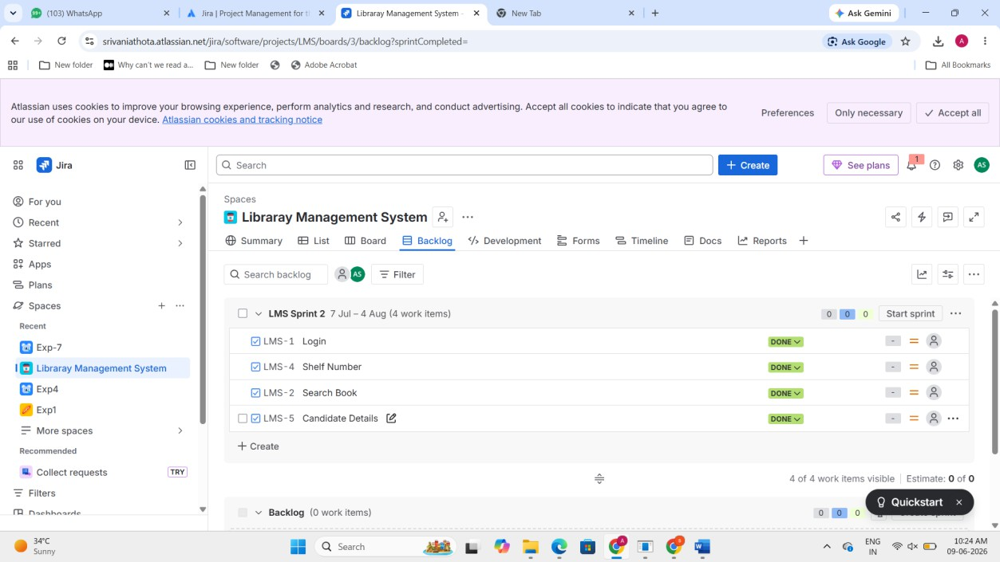 (103) WhatsApp
Jira | Project Management for t
Libraray Management System -
New Tab
Ask Gemini
srivaniathota.atlassian.net/jira/software/projects/LMS/boards/3/backlog?sprintCompleted=
Ask Google
A
New folder
Why can't we read a...
New folder
Adobe Acrobat
All Bookmarks
Atlassian uses cookies to improve your browsing experience, perform analytics and research, and conduct advertising. Accept all cookies to indicate that you agree to
our use of cookies on your device. Atlassian cookies and tracking notice
Preferences
Only necessary
Accept all
Jira
Search
Create
See plans
1
AS
For you
Recent
Starred
Apps
Plans
Spaces
Recent
Exp-7
Libraray Management System
Exp4
Exp1
More spaces
Recommended
Collect requests TRY
Filters
Dashboards
Spaces
Libraray Management System
Summary List Board Backlog Development Forms Timeline Docs Reports
Search backlog AS Filter
LMS Sprint 2 7 Jul – 4 Aug (4 work items) 0 0 0 Start sprint
LMS-1 Login DONE -
LMS-4 Shelf Number DONE -
LMS-2 Search Book DONE -
LMS-5 Candidate Details DONE -
Create
4 of 4 work items visible Estimate: 0 of 0
Quickstart
Backlog (0 work items) 0 0 0
34°C
Sunny
Search
ENG
IN
10:24 AM
09-06-2026